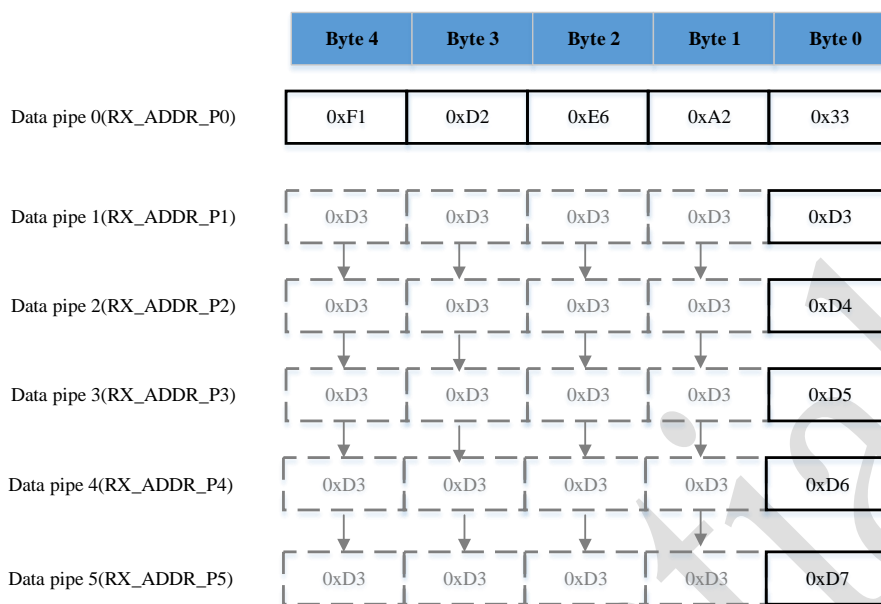 Byte 4 Byte 3 Byte 2 Byte 1 Byte 0
Data pipe 0(RX_ADDR_P0) 0xF1 0xD2 0xE6 0xA2 0x33
Data pipe 1(RX_ADDR_P1) 0xD3 0xD3 0xD3 0xD3 0xD3
Data pipe 2(RX_ADDR_P2) 0xD3 0xD3 0xD3 0xD3 0xD4
Data pipe 3(RX_ADDR_P3) 0xD3 0xD3 0xD3 0xD3 0xD5
Data pipe 4(RX_ADDR_P4) 0xD3 0xD3 0xD3 0xD3 0xD6
Data pipe 5(RX_ADDR_P5) 0xD3 0xD3 0xD3 0xD3 0xD7